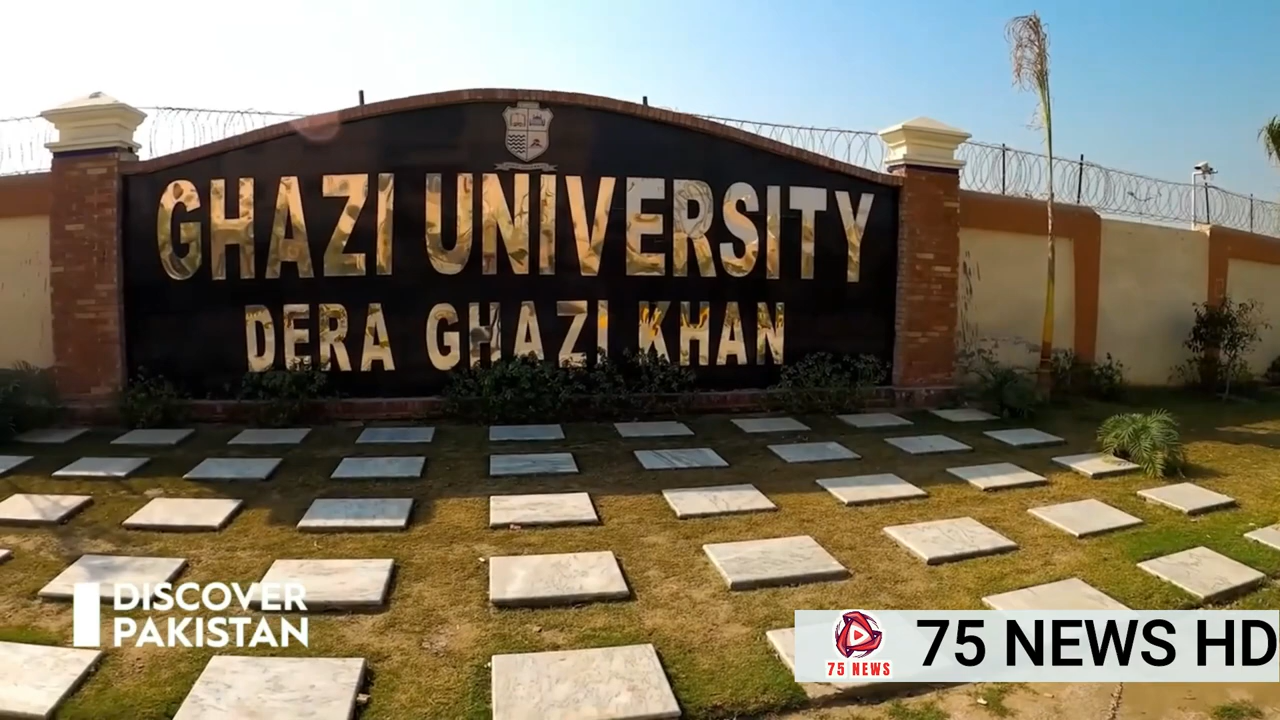 GHAZI UNIVERSITY
DERA GHAZI KHAN
DISCOVER
PAKISTAN
75 NEWS
75 NEWS HD